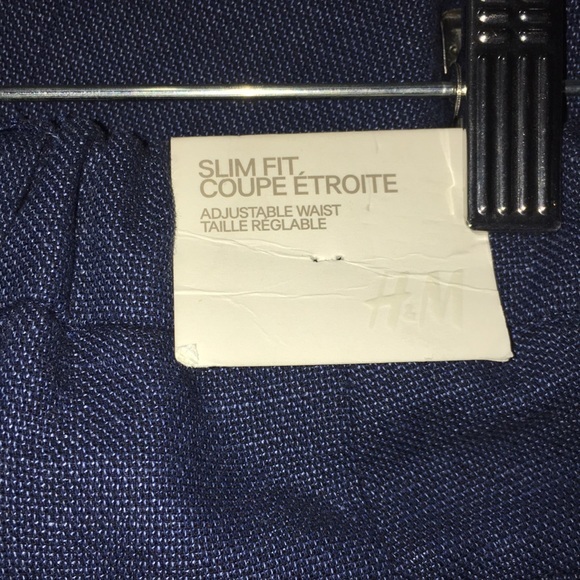 SLIM FIT
COUPE ÉTROITE
ADJUSTABLE WAIST
TAILLE RÉGLABLE
H&M